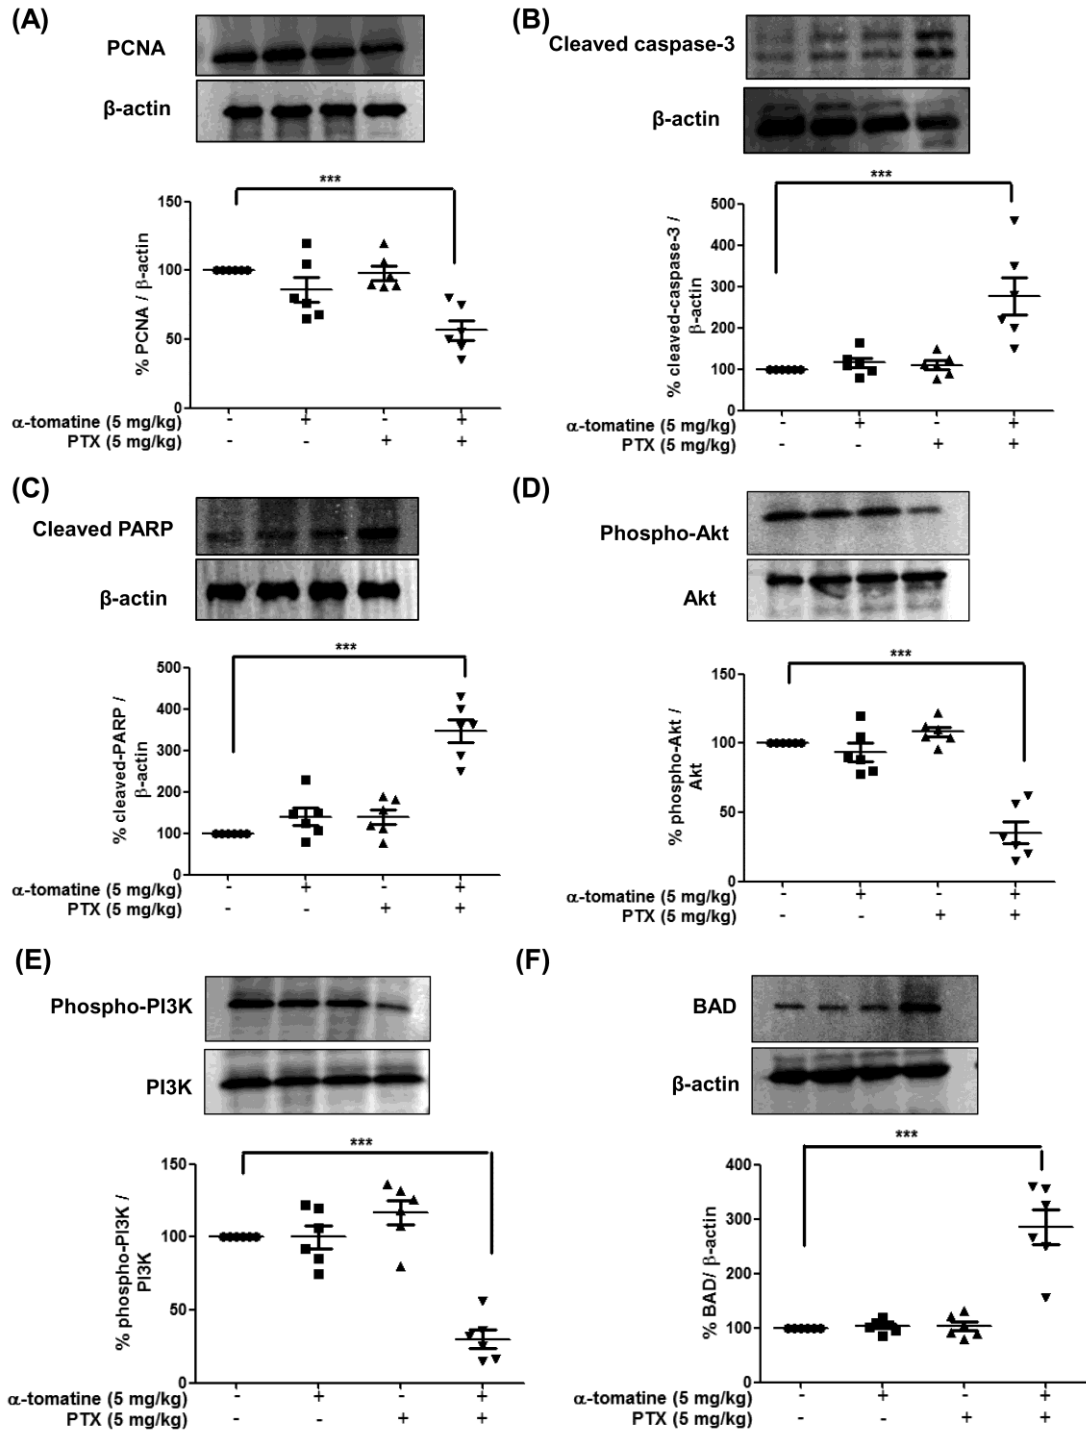 (A)
PCNA
β-actin
***
150
100
50
0
% PCNA / β-actin
α-tomatine (5 mg/kg) - + - +
PTX (5 mg/kg) - - + +
(B)
Cleaved caspase-3
β-actin
***
500
400
300
200
100
0
% cleaved-caspase-3 /
β-actin
α-tomatine (5 mg/kg) - + - +
PTX (5 mg/kg) - - + +
(C)
Cleaved PARP
β-actin
***
500
400
300
200
100
0
% cleaved-PARP /
β-actin
α-tomatine (5 mg/kg) - + - +
PTX (5 mg/kg) - - + +
(D)
Phospho-Akt
Akt
***
150
100
50
0
% phospho-Akt /
Akt
α-tomatine (5 mg/kg) - + - +
PTX (5 mg/kg) - - + +
(E)
Phospho-PI3K
PI3K
***
150
100
50
0
% phospho-PI3K /
PI3K
α-tomatine (5 mg/kg) - + - +
PTX (5 mg/kg) - - + +
(F)
BAD
β-actin
***
400
300
200
100
0
% BAD/ β-actin
α-tomatine (5 mg/kg) - + - +
PTX (5 mg/kg) - - + +